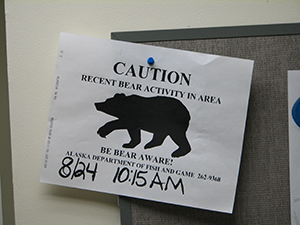 CAUTION
RECENT BEAR ACTIVITY IN AREA
BE BEAR AWARE!
ALASKA DEPARTMENT OF FISH AND GAME 262-9368
8/24 10:15 AM